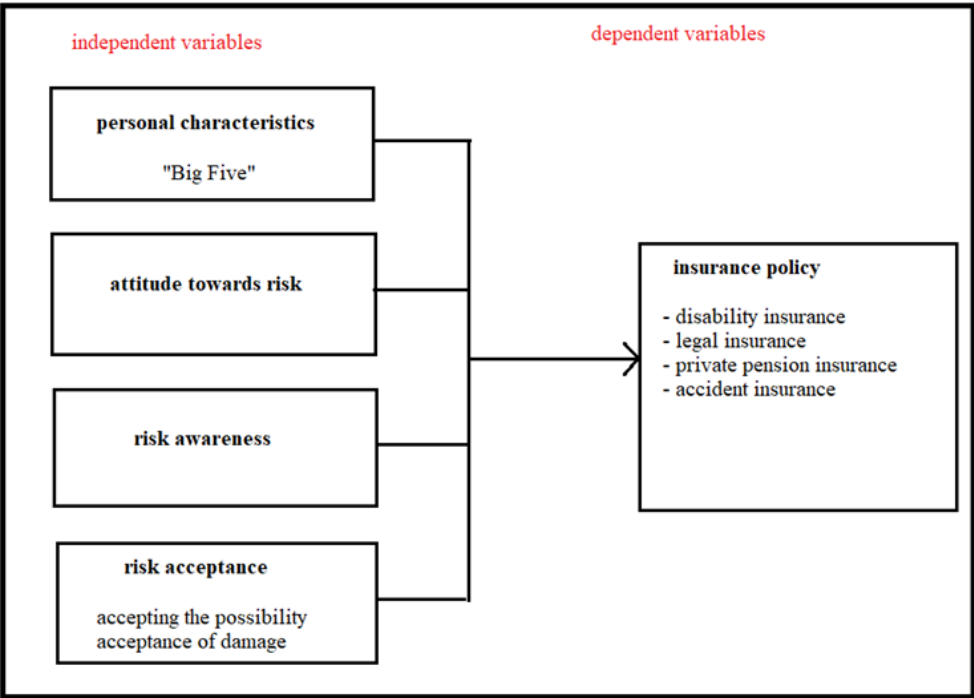 independent variables
dependent variables
personal characteristics
"Big Five"
attitude towards risk
risk awareness
risk acceptance
accepting the possibility
acceptance of damage
insurance policy
- disability insurance
- legal insurance
- private pension insurance
- accident insurance